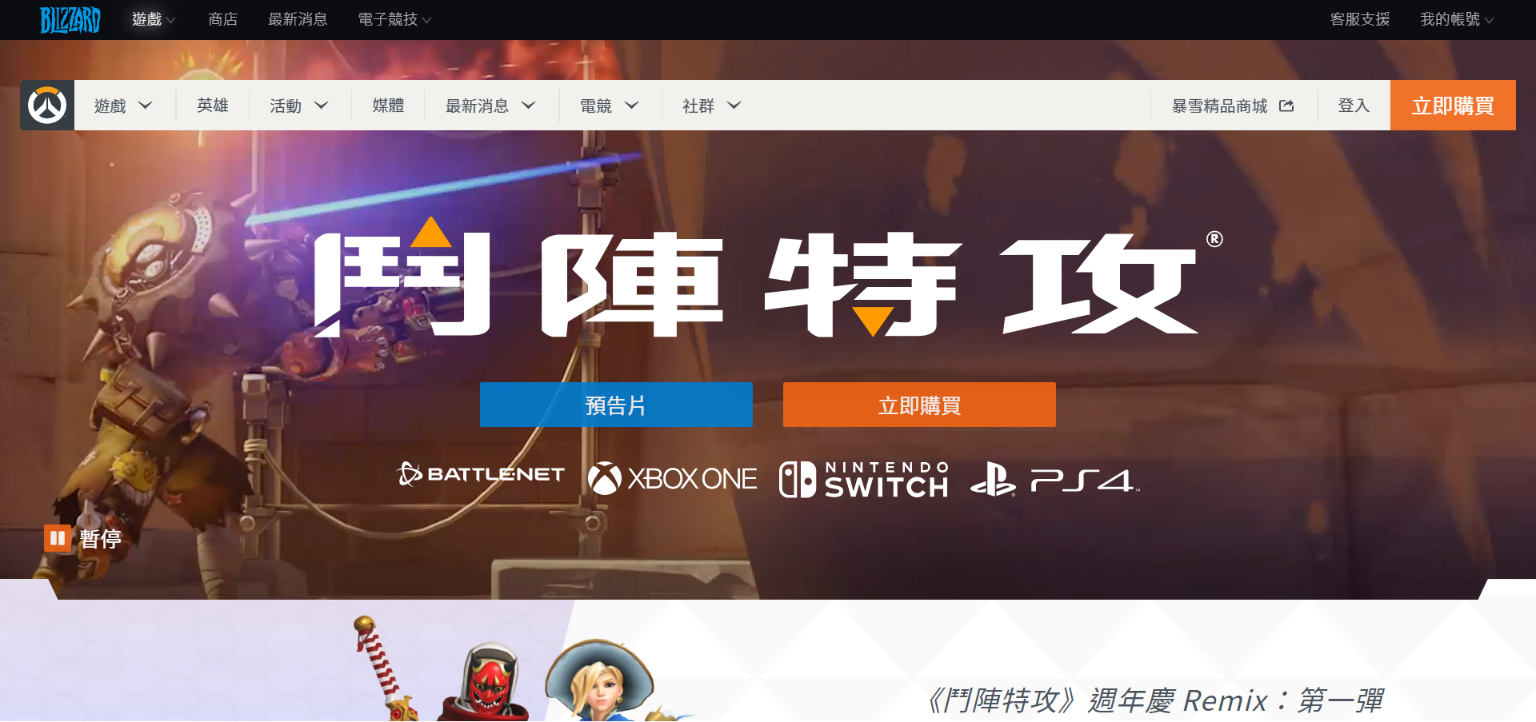 BLIZZARD 遊戲 商店 最新消息 電子競技 客服支援 我的帳號
遊戲 英雄 活動 媒體 最新消息 電競 社群 暴雪精品商城 登入 立即購買
鬥陣特攻®
預告片 立即購買
BATTLE.NET XBOX ONE NINTENDO SWITCH PS4™
暫停
《鬥陣特攻》週年慶 Remix：第一彈